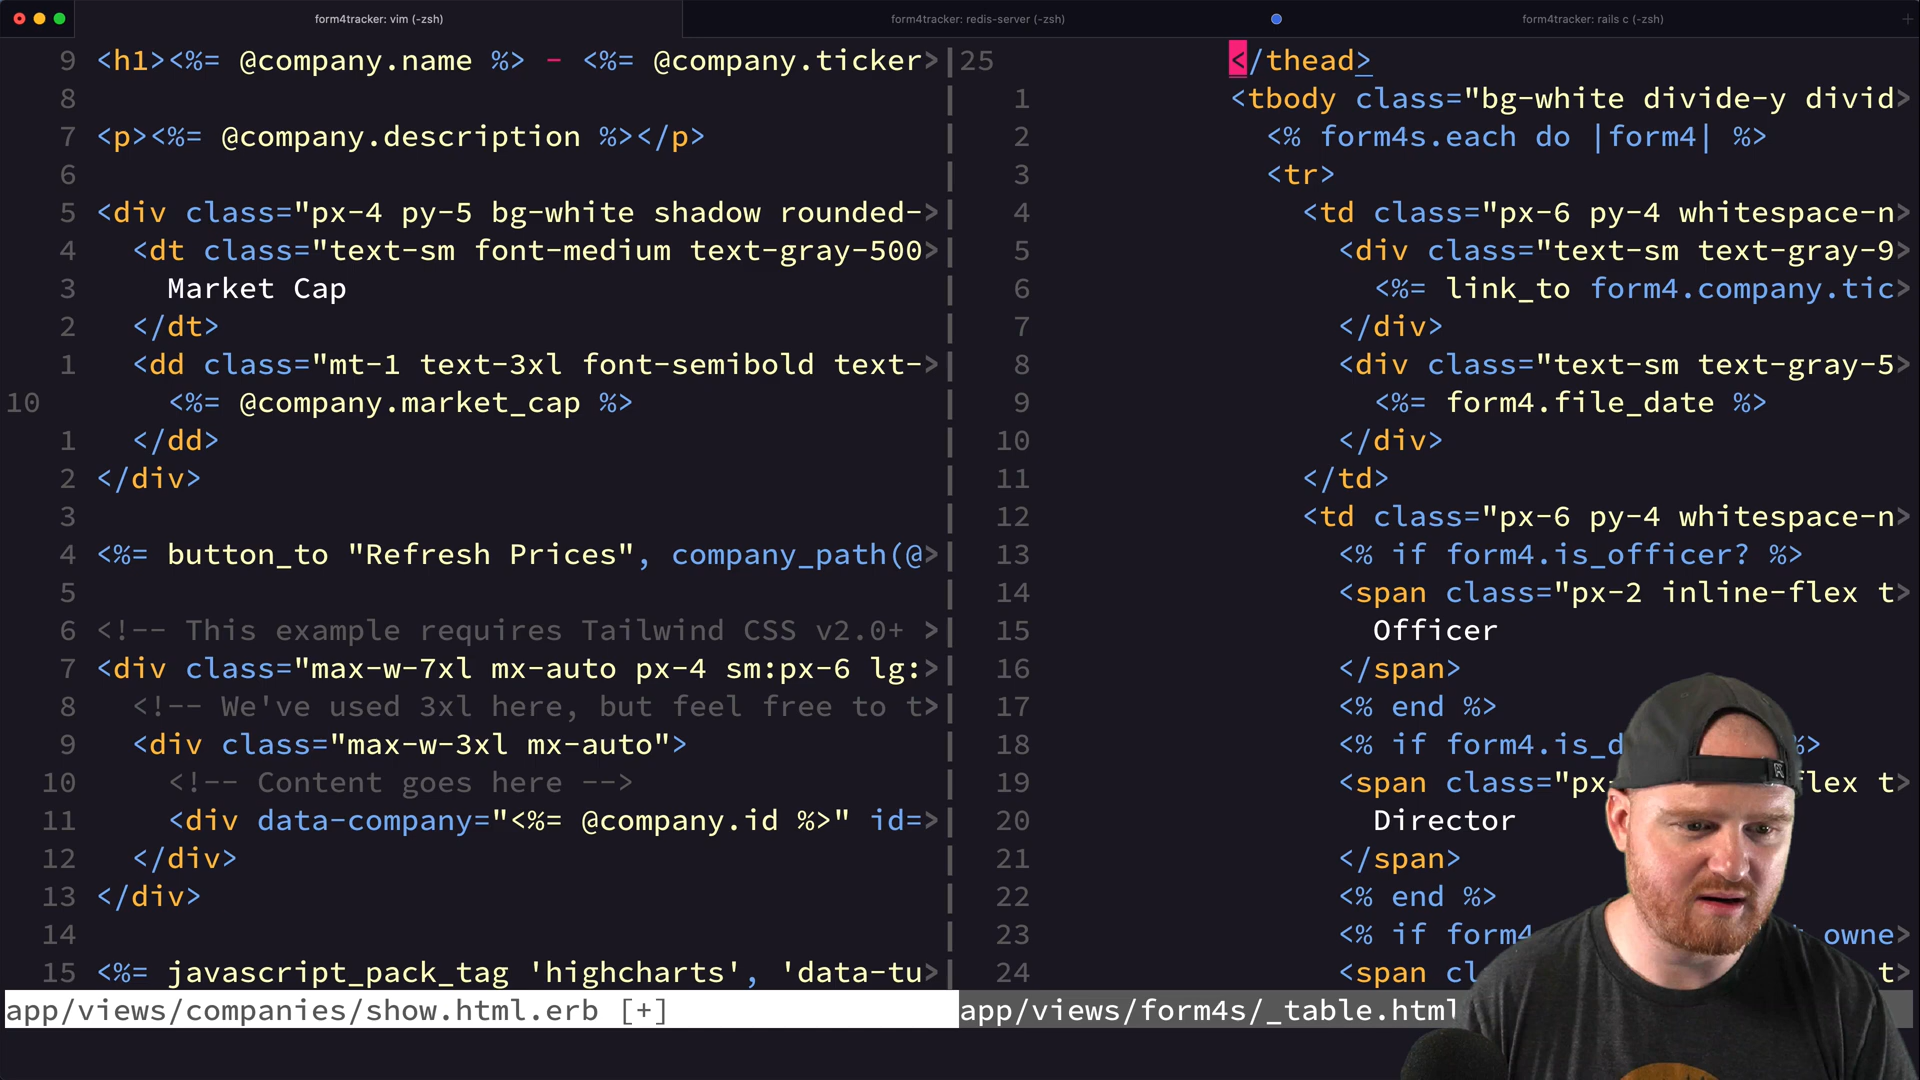 form4tracker: vim (-zsh)
form4tracker: redis-server (-zsh)
form4tracker: rails c (-zsh)
9 <h1><%= @company.name %> - <%= @company.ticker>
8
7 <p><%= @company.description %></p>
6
5 <div class="px-4 py-5 bg-white shadow rounded->
4 <dt class="text-sm font-medium text-gray-500>
3 Market Cap
2 </dt>
1 <dd class="mt-1 text-3xl font-semibold text->
10 <%= @company.market_cap %>
1 </dd>
2 </div>
3
4 <%= button_to "Refresh Prices", company_path(@>
5
6 <!-- This example requires Tailwind CSS v2.0+ >
7 <div class="max-w-7xl mx-auto px-4 sm:px-6 lg:>
8 <!-- We've used 3xl here, but feel free to t>
9 <div class="max-w-3xl mx-auto">
10 <!-- Content goes here -->
11 <div data-company="<%= @company.id %>" id=>
12 </div>
13 </div>
14
15 <%= javascript_pack_tag 'highcharts', 'data-tu>
app/views/companies/show.html.erb [+]
25 </thead>
1 <tbody class="bg-white divide-y divid>
2 <% form4s.each do |form4| %>
3 <tr>
4 <td class="px-6 py-4 whitespace-n>
5 <div class="text-sm text-gray-9>
6 <%= link_to form4.company.tic>
7 </div>
8 <div class="text-sm text-gray-5>
9 <%= form4.file_date %>
10 </div>
11 </td>
12 <td class="px-6 py-4 whitespace-n>
13 <% if form4.is_officer? %>
14 <span class="px-2 inline-flex t>
15 Officer
16 </span>
17 <% end %>
18 <% if form4.is_d %>
19 <span class="px- flex t>
20 Director
21 </span>
22 <% end %>
23 <% if form4 owne>
24 <span cl t>
app/views/form4s/_table.html